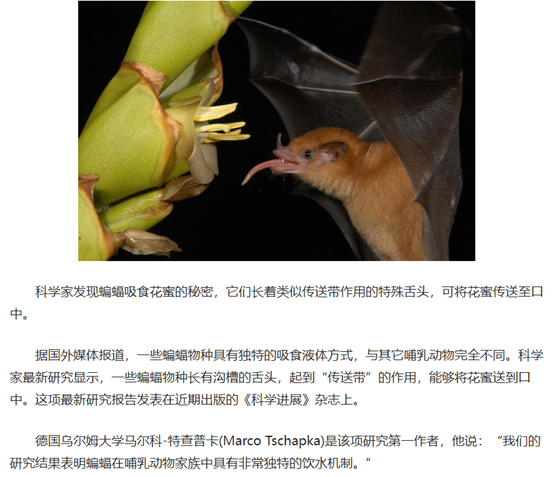 科学家发现蝙蝠吸食花蜜的秘密，它们长着类似传送带作用的特殊舌头，可将花蜜传送至口
中。
据国外媒体报道，一些蝙蝠物种具有独特的吸食液体方式，与其它哺乳动物完全不同。科学
家最新研究显示，一些蝙蝠物种长有沟槽的舌头，起到“传送带”的作用，能够将花蜜送到口
中。这项最新研究报告发表在近期出版的《科学进展》杂志上。
德国乌尔姆大学马尔科-特查普卡(Marco Tschapka)是该项研究第一作者，他说：“我们的
研究结果表明蝙蝠在哺乳动物家族中具有非常独特的饮水机制。”